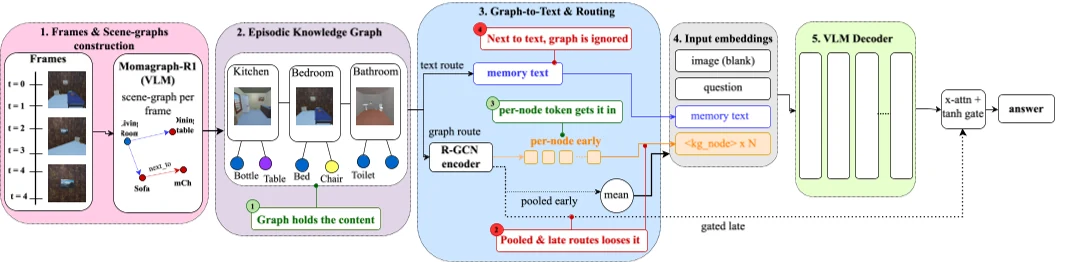 1. Frames & Scene-graphs
construction
Frames
t = 0
t = 1
t = 2
t = 3
t = 4
t = 4
Momagraph-R1
(VLM)
scene-graph per
frame
Room
table
next_to
Sofa
mCh
2. Episodic Knowledge Graph
Kitchen
Bedroom
Bathroom
Bottle
Table
Bed
Chair
Toilet
1
Graph holds the content
3. Graph-to-Text & Routing
4
Next to text, graph is ignored
text route
memory text
3
per-node token gets it in
graph route
per-node early
R-GCN
encoder
mean
pooled early
2
Pooled & late routes looses it
gated late
4. Input embeddings
image (blank)
question
memory text
<kg_node> x N
5. VLM Decoder
x-attn +
tanh gate
answer